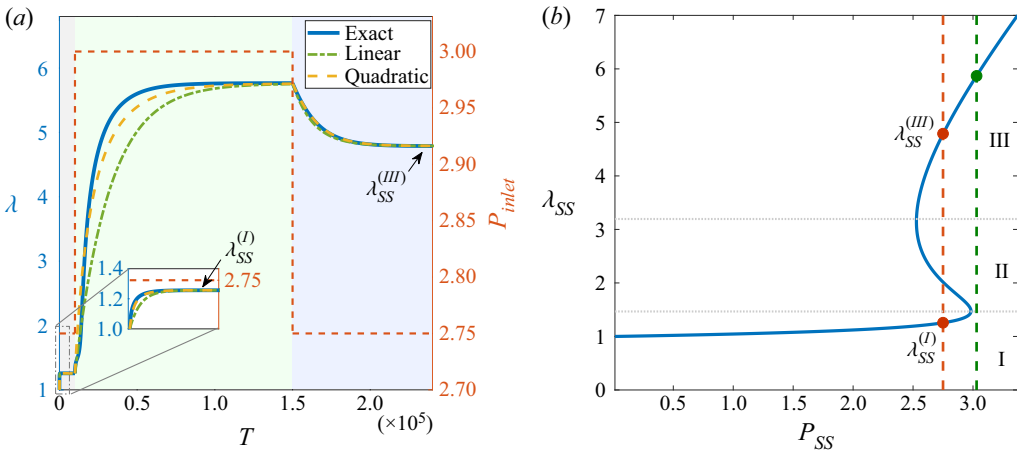 (a)
Exact
Linear
Quadratic
6
5
4
3
2
1
λ
3.00
2.95
2.90
2.85
2.80
2.75
2.70
P_inlet
λ_SS^(III)
λ_SS^(I)
1.4
1.2
1.0
2.75
0
0.5
1.0
1.5
2.0
(×10^5)
T
(b)
7
6
5
4
3
2
1
0
λ_SS
λ_SS^(III)
III
II
λ_SS^(I)
I
0.5
1.0
1.5
2.0
2.5
3.0
P_SS